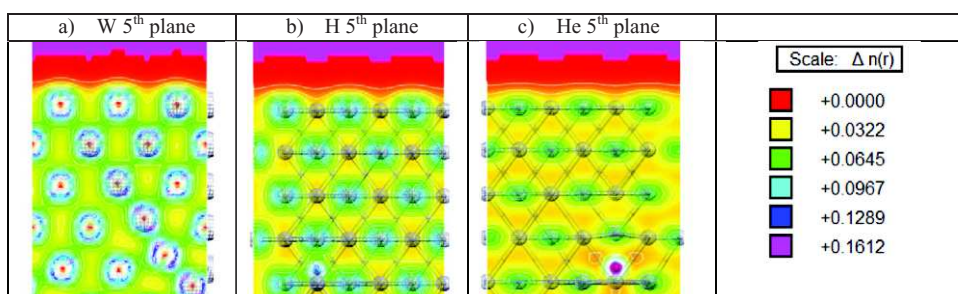 a) W 5th plane
b) H 5th plane
c) He 5th plane
Scale: Δ n(r)
+0.0000
+0.0322
+0.0645
+0.0967
+0.1289
+0.1612